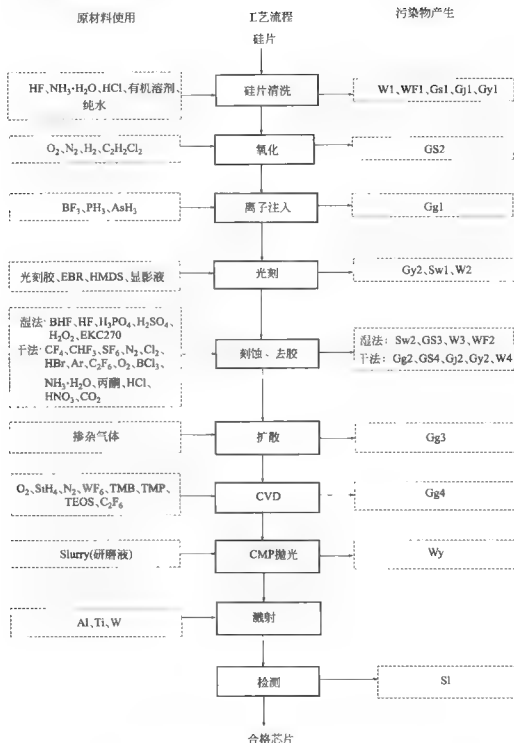 原材料使用 工艺流程 污染物产生
硅片
HF、NH₃·H₂O、HCl、有机溶剂、
纯水
硅片清洗
W1、WF1、Gs1、Gj1、Gy1
O₂、N₂、H₂、C₂H₂Cl₂
氧化
GS2
BF₃、PH₃、AsH₃
离子注入
Gg1
光刻胶、EBR、HMDS、显影液
光刻
Gy2、Sw1、W2
湿法·BHF、HF、H₃PO₄、H₂SO₄、
H₂O₂、EKC270
干法·CF₄、CHF₃、SF₆、N₂、Cl₂、
HBr、Ar、C₂F₆、O₂、BCl₃、
NH₃·H₂O、丙酮、HCl、
HNO₃、CO₂
刻蚀、去胶
湿法：Sw2、GS3、W3、WF2
干法：Gg2、GS4、Gj2、Gy2、W4
掺杂气体
扩散
Gg3
O₂、SiH₄、N₂、WF₆、TMB、TMP、
TEOS、C₂F₆
CVD
Gg4
Slurry(研磨液)
CMP抛光
Wy
Al、Ti、W
溅射
检测
S1
合格芯片